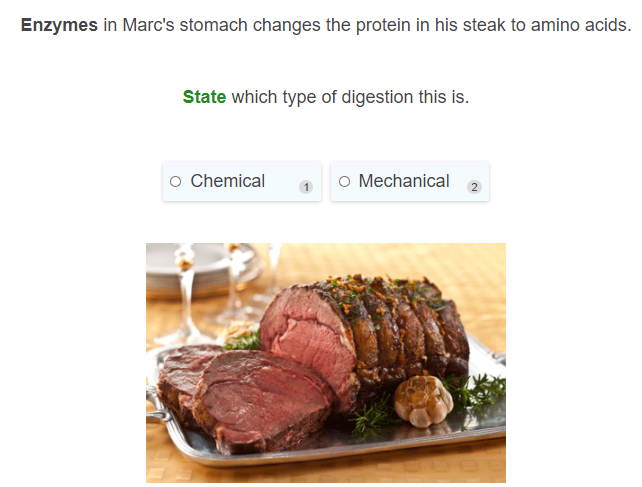 Enzymes in Marc's stomach changes the protein in his steak to amino acids.
State which type of digestion this is.
Chemical 1 Mechanical 2